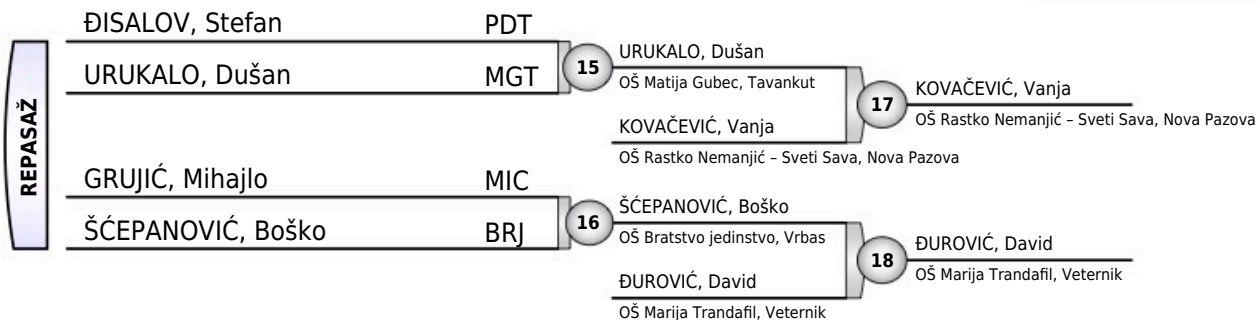 REPASAŽ
ĐISALOV, Stefan PDT
URUKALO, Dušan MGT
15
URUKALO, Dušan
OŠ Matija Gubec, Tavankut
KOVAČEVIĆ, Vanja
OŠ Rastko Nemanjić – Sveti Sava, Nova Pazova
17
KOVAČEVIĆ, Vanja
OŠ Rastko Nemanjić – Sveti Sava, Nova Pazova
GRUJIĆ, Mihajlo MIC
ŠĆEPANOVIĆ, Boško BRJ
16
ŠĆEPANOVIĆ, Boško
OŠ Bratstvo jedinstvo, Vrbas
ĐUROVIĆ, David
OŠ Marija Trandafil, Veternik
18
ĐUROVIĆ, David
OŠ Marija Trandafil, Veternik